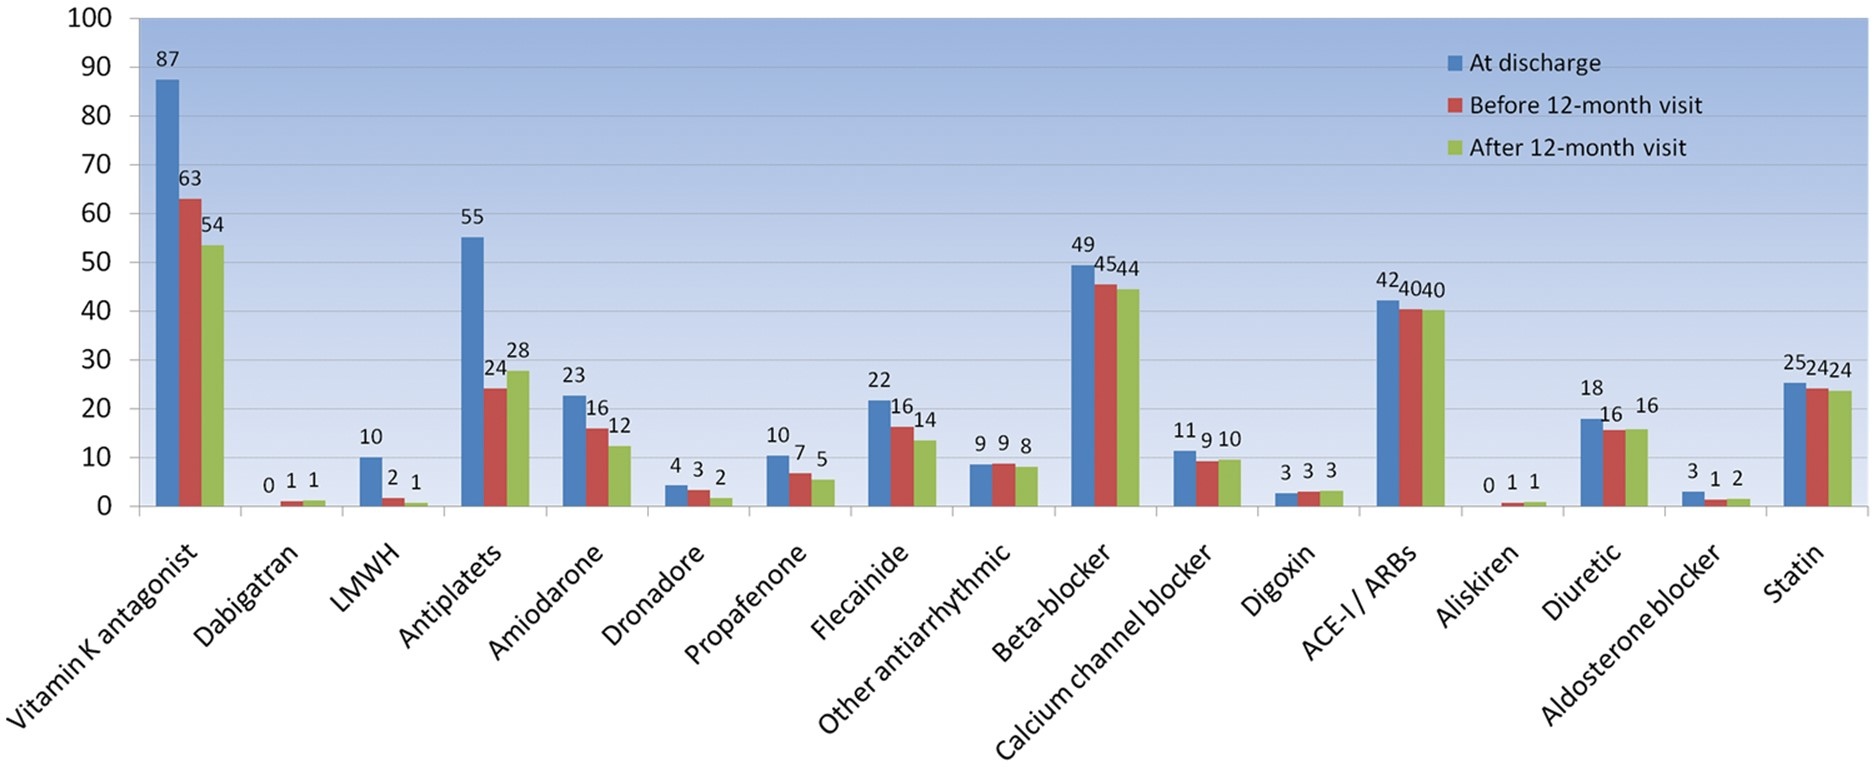 100
90
80
70
60
50
40
30
20
10
0
At discharge
Before 12-month visit
After 12-month visit
87 63 54
0 1 1
10 2 1
55 24 28
23 16 12
4 3 2
10 7 5
22 16 14
9 9 8
49 45 44
11 9 10
3 3 3
42 40 40
0 1 1
18 16 16
3 1 2
25 24 24
Vitamin K antagonist
Dabigatran
LMWH
Antiplatets
Amiodarone
Dronadore
Propafenone
Flecainide
Other antiarrhythmic
Beta-blocker
Calcium channel blocker
Digoxin
ACE-I / ARBs
Aliskiren
Diuretic
Aldosterone blocker
Statin